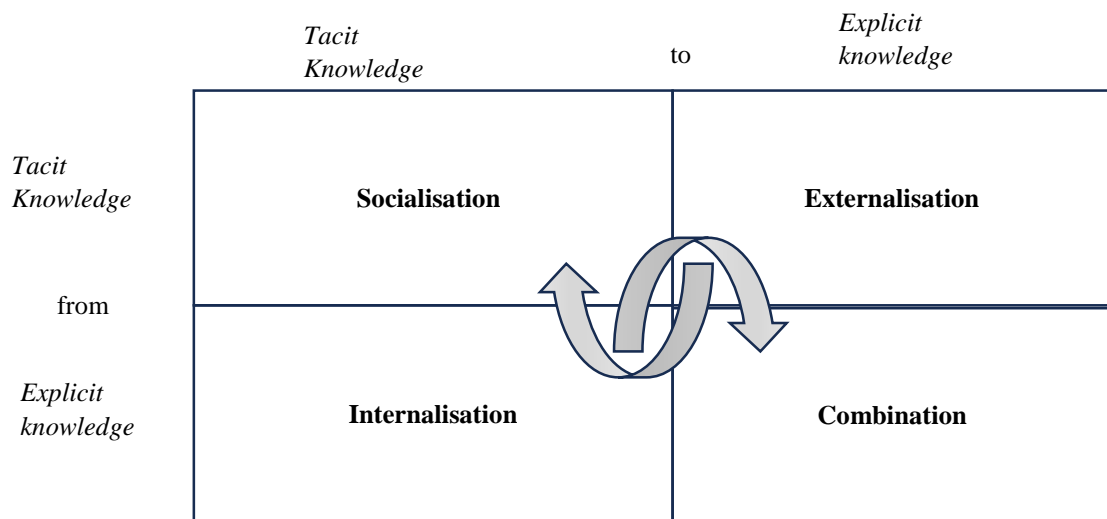 Tacit
Knowledge
to
Explicit
knowledge
Tacit
Knowledge
Socialisation
Externalisation
from
Explicit
knowledge
Internalisation
Combination